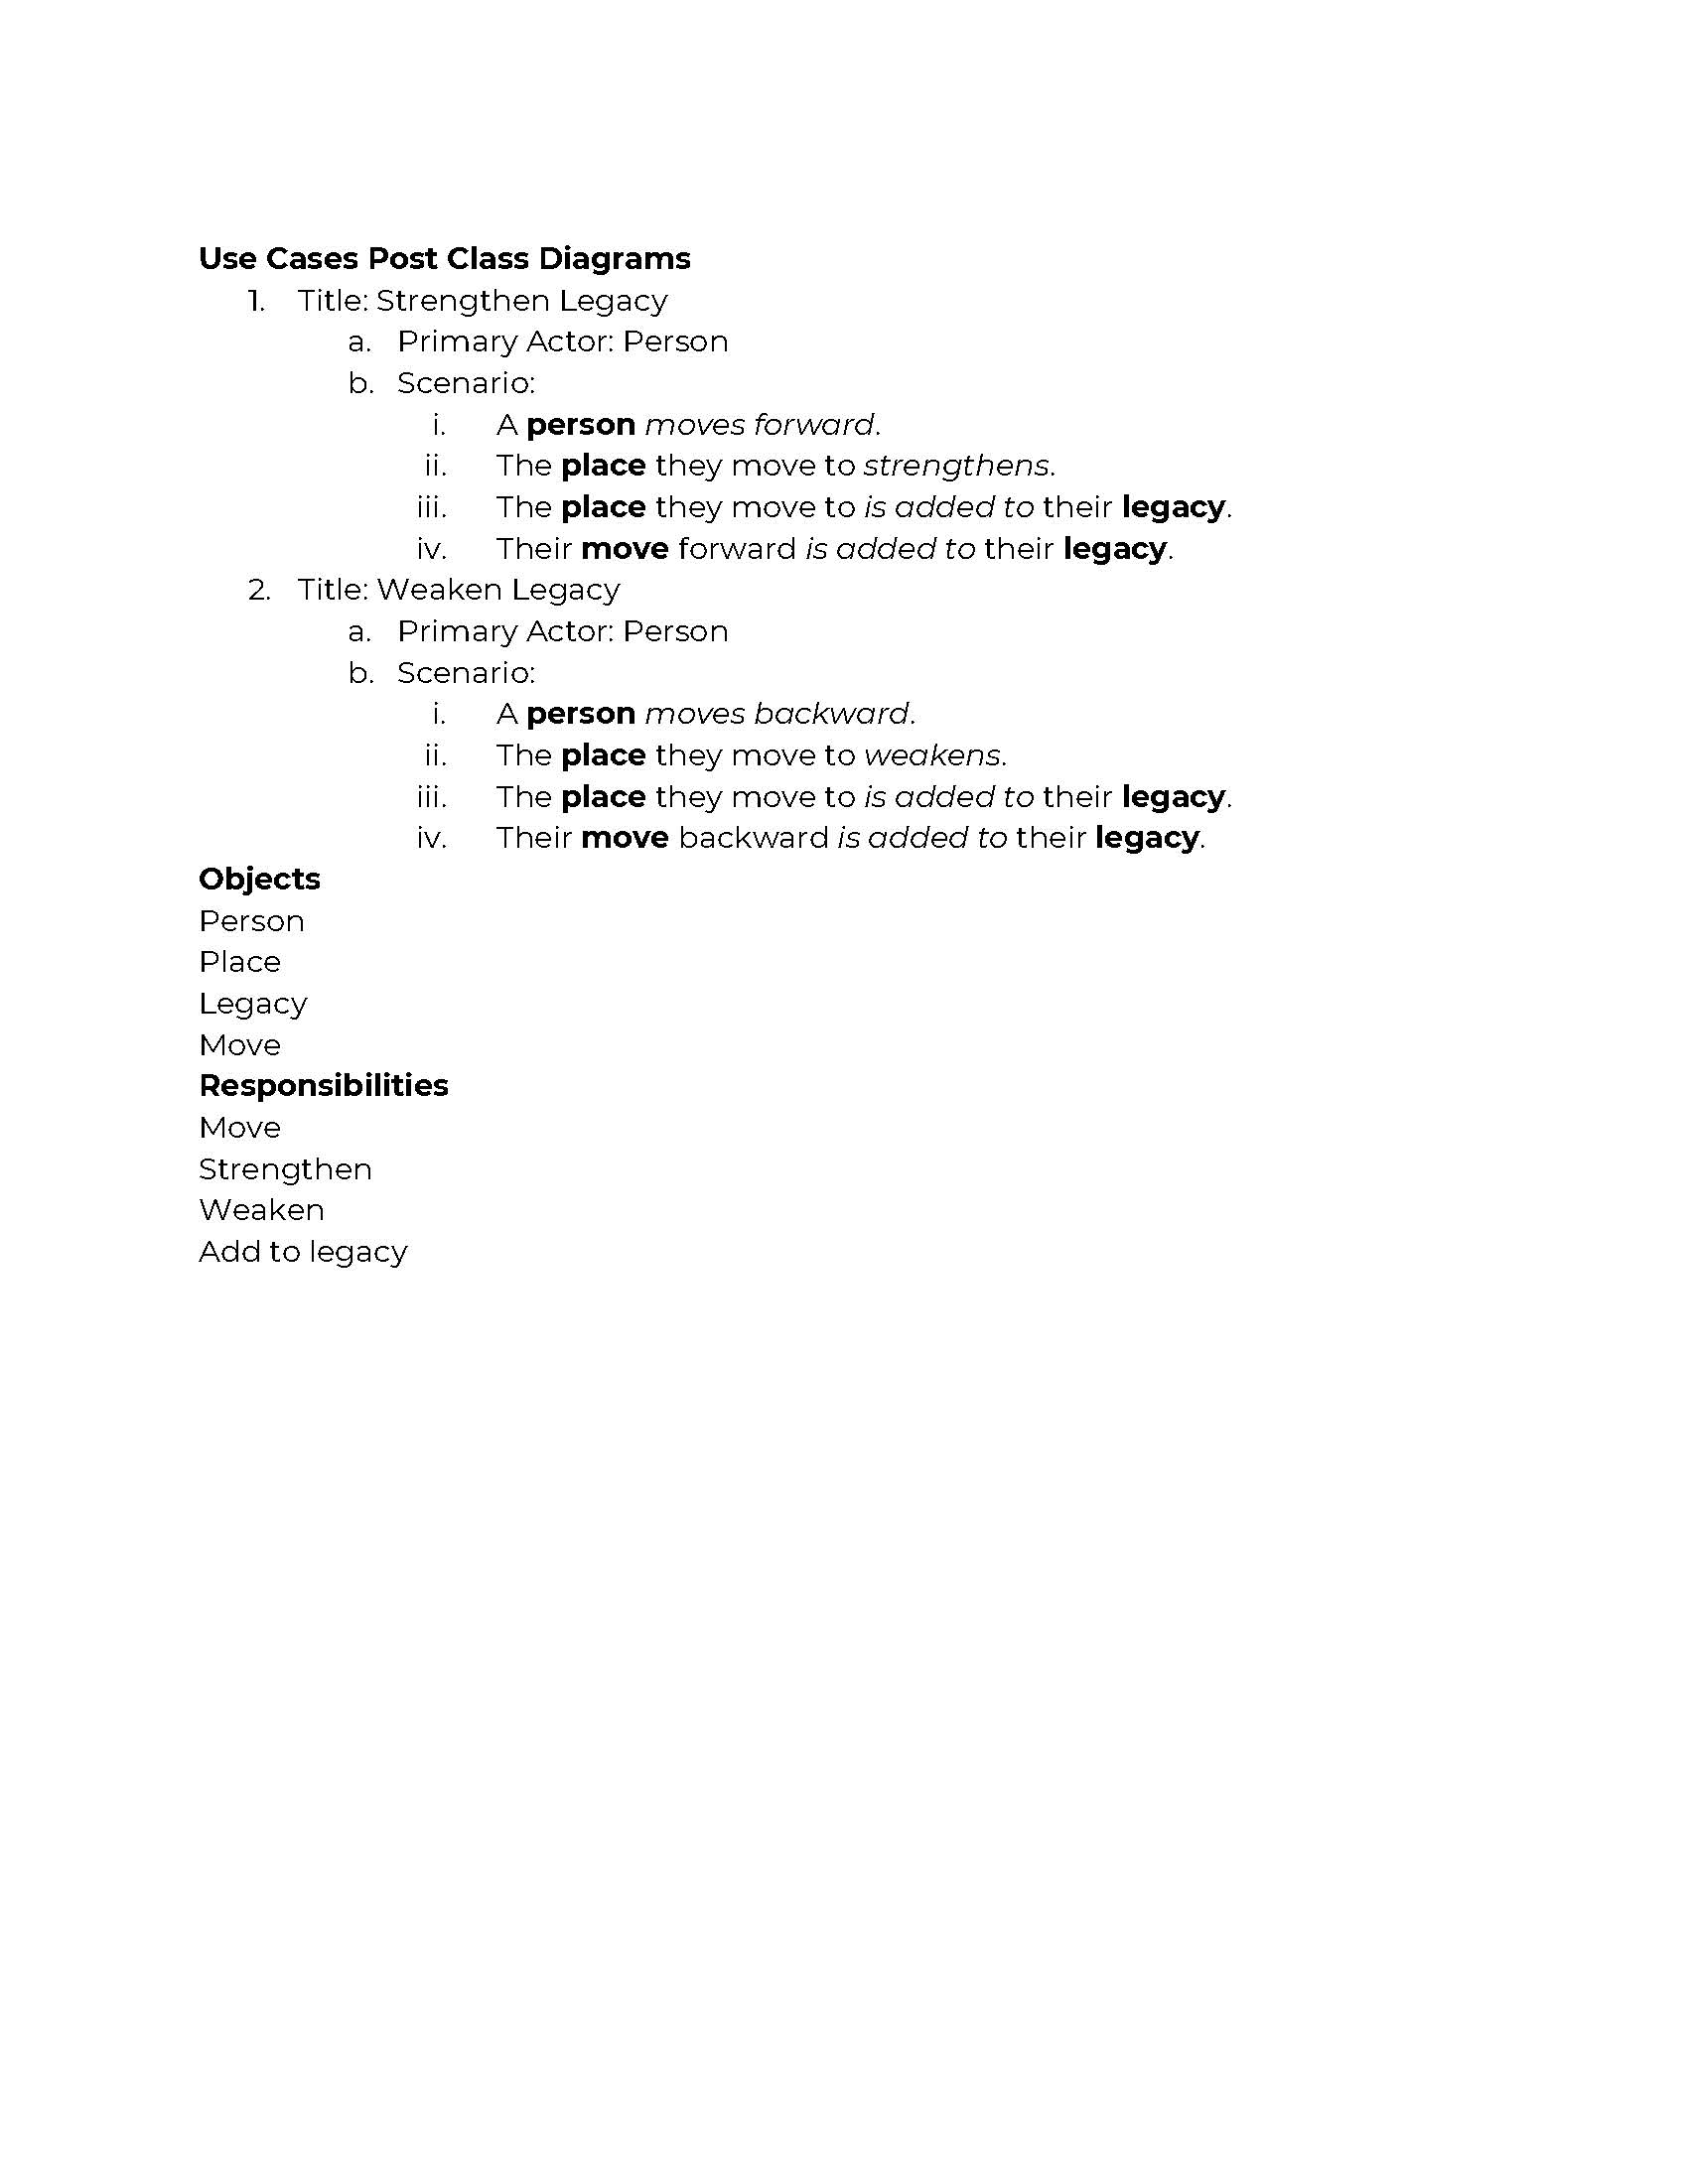 Use Cases Post Class Diagrams
1. Title: Strengthen Legacy
a. Primary Actor: Person
b. Scenario:
i. A person moves forward.
ii. The place they move to strengthens.
iii. The place they move to is added to their legacy.
iv. Their move forward is added to their legacy.
2. Title: Weaken Legacy
a. Primary Actor: Person
b. Scenario:
i. A person moves backward.
ii. The place they move to weakens.
iii. The place they move to is added to their legacy.
iv. Their move backward is added to their legacy.
Objects
Person
Place
Legacy
Move
Responsibilities
Move
Strengthen
Weaken
Add to legacy